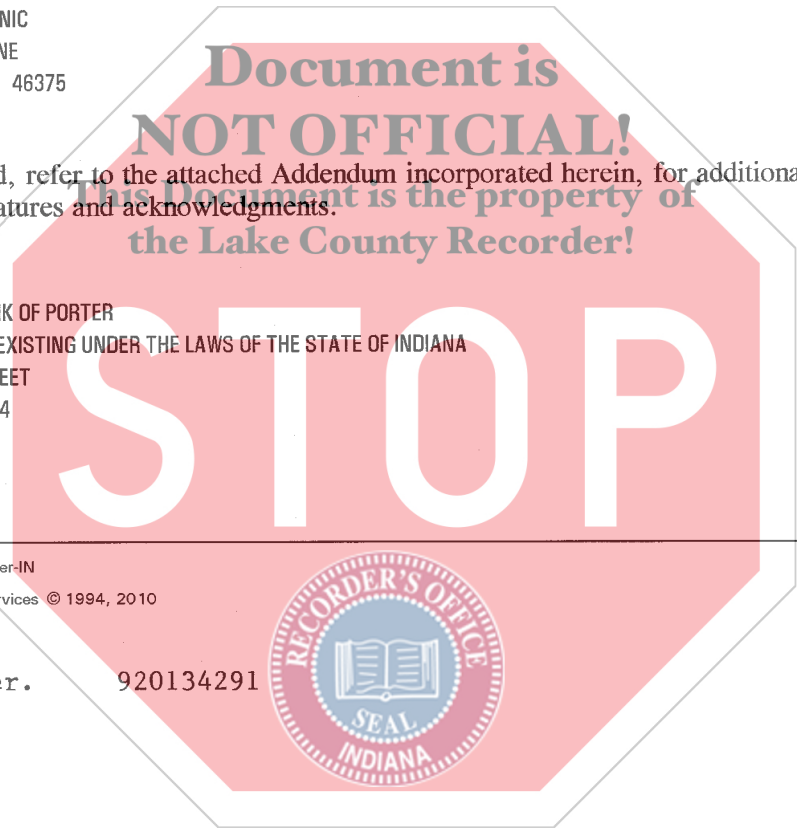 NIC
NE
46375
Document is
NOT OFFICIAL!
d, refer to the attached Addendum incorporated herein, for additiona
This Document is the property of
atures and acknowledgments.
the Lake County Recorder!
IK OF PORTER
EXISTING UNDER THE LAWS OF THE STATE OF INDIANA
EET
4
STOP
er-IN
rvices © 1994, 2010
RECORDER'S OFFICE
SEAL
INDIANA
er. 920134291